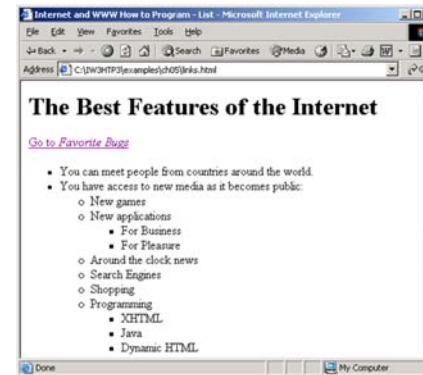 Internet and WWW How to Program - List - Microsoft Internet Explorer
File Edit View Favorites Tools Help
Back Search Favorites Media
Address C:\IW3HTP3\examples\ch05\links.html
The Best Features of the Internet
Go to Favorite Bugs
You can meet people from countries around the world.
You have access to new media as it becomes public:
New games
New applications
For Business
For Pleasure
Around the clock news
Search Engines
Shopping
Programming
XHTML
Java
Dynamic HTML
Done My Computer